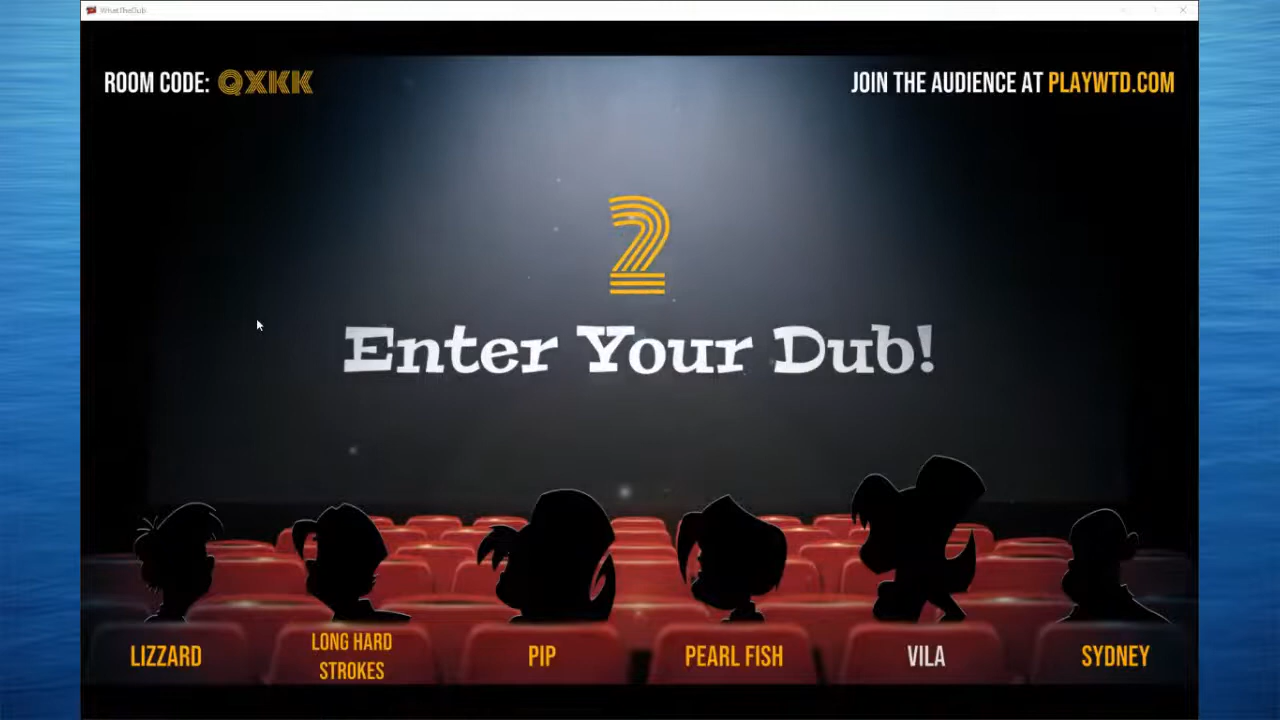 WhatTheDub
ROOM CODE: QXKK
JOIN THE AUDIENCE AT PLAYWTD.COM
2
Enter Your Dub!
LIZZARD
LONG HARD
STROKES
PIP
PEARL FISH
VILA
SYDNEY